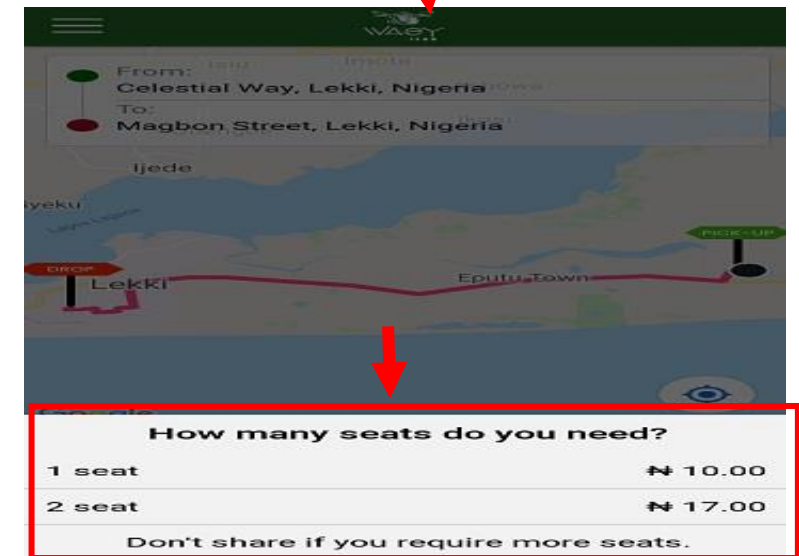 WAGY
From:
Celestial Way, Lekki, Nigeria
To:
Magbon Street, Lekki, Nigeria
Ijede
PICK-UP
DROP
Lekki
Eputu Town
How many seats do you need?
1 seat ₦ 10.00
2 seat ₦ 17.00
Don't share if you require more seats.